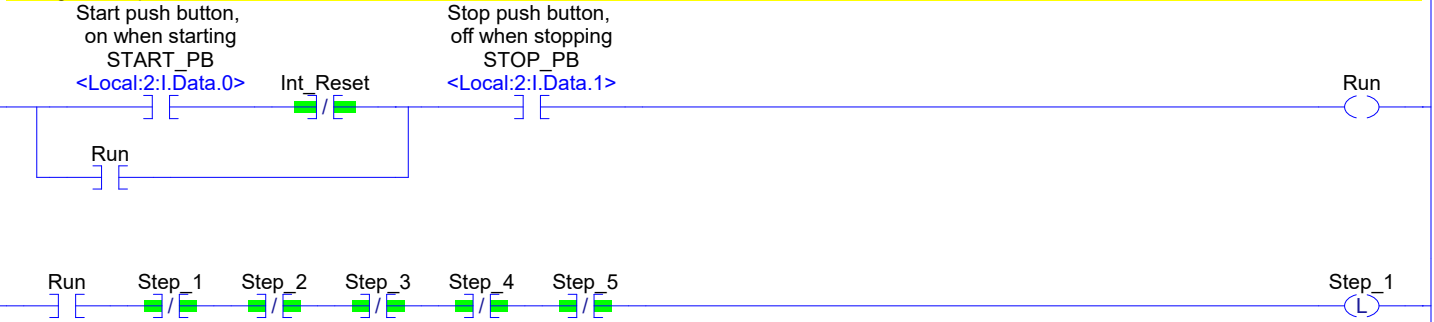 Start push button,
on when starting
START_PB
<Local:2:I.Data.0>
Int_Reset
Stop push button,
off when stopping
STOP_PB
<Local:2:I.Data.1>
Run
Run
Run
Step_1
Step_2
Step_3
Step_4
Step_5
Step_1
L